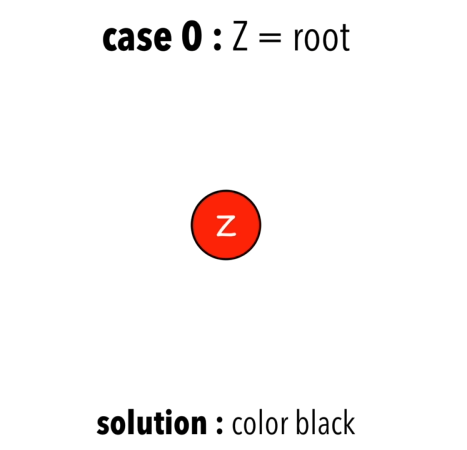 case 0 : Z = root
Z
solution : color black